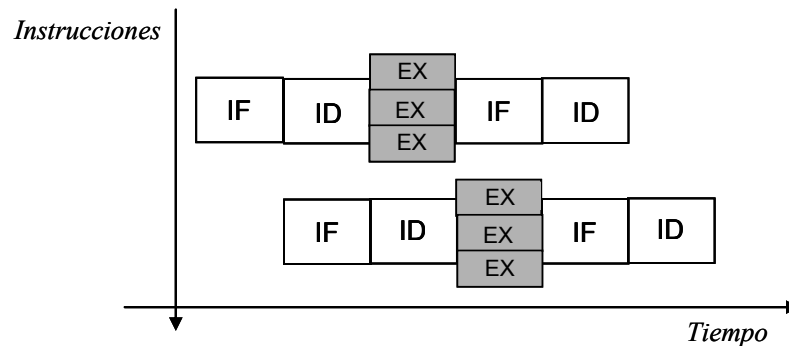 Instrucciones
EX
IF ID EX IF ID
EX
EX
IF ID EX IF ID
EX
Tiempo